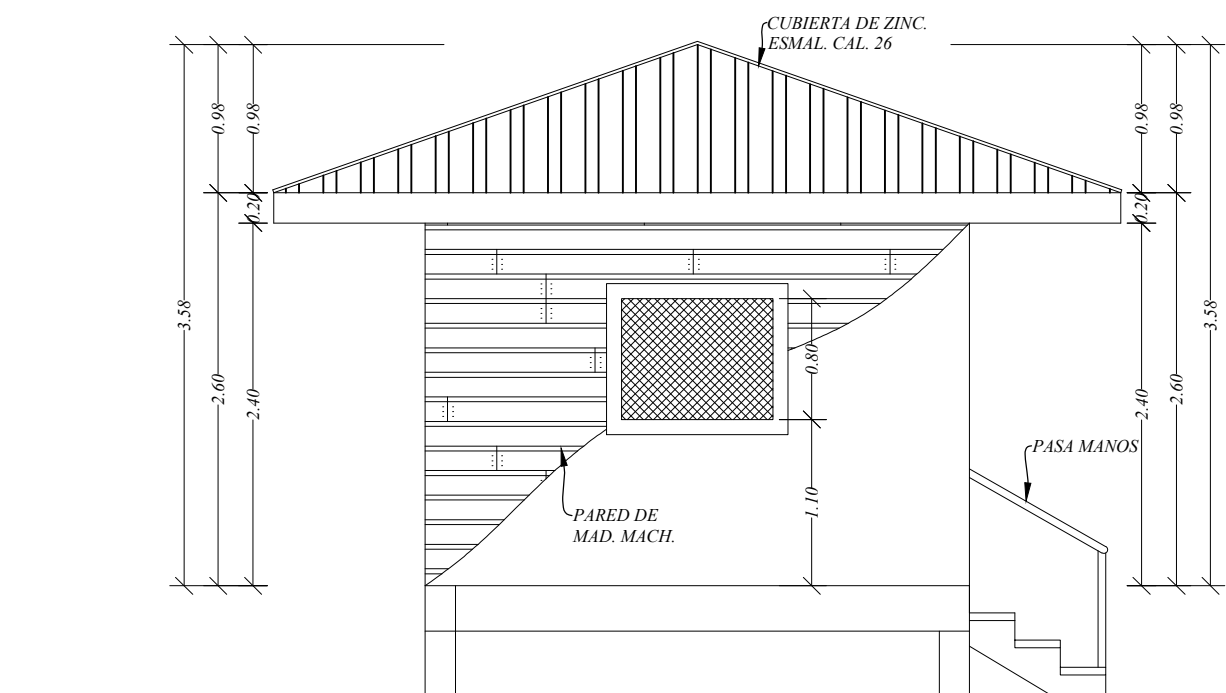 CUBIERTA DE ZINC.
ESMAL. CAL. 26
0.98
0.98
0.98
0.98
0.20
0.20
3.58
3.58
0.80
2.60
2.40
2.40
2.60
PASA MANOS
1.10
PARED DE
MAD. MACH.